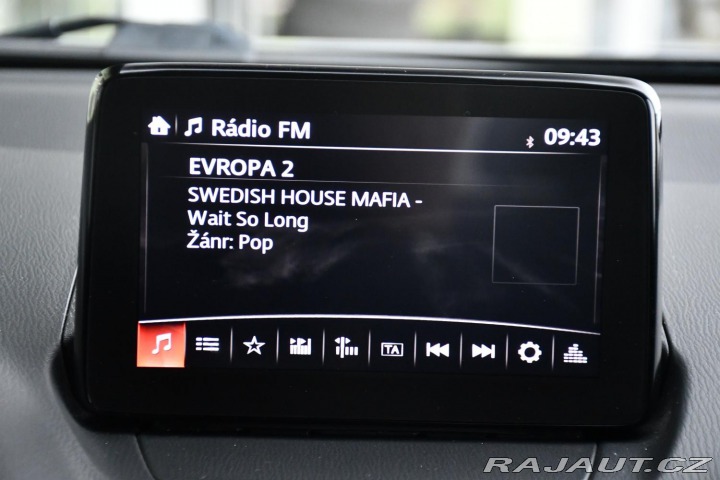 Rádio FM
09:43
EVROPA 2
SWEDISH HOUSE MAFIA -
Wait So Long
Žánr: Pop
TA
RAJAUT.CZ